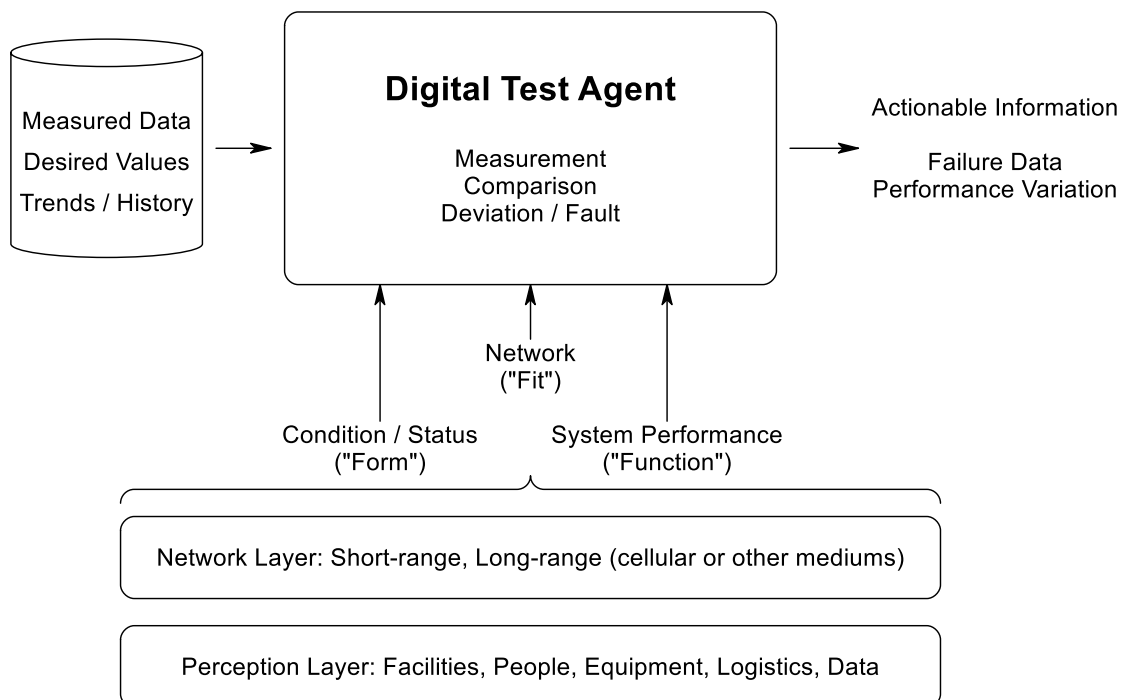 Measured Data
Desired Values
Trends / History
Digital Test Agent
Measurement
Comparison
Deviation / Fault
Actionable Information
Failure Data
Performance Variation
Network
("Fit")
Condition / Status
("Form")
System Performance
("Function")
Network Layer: Short-range, Long-range (cellular or other mediums)
Perception Layer: Facilities, People, Equipment, Logistics, Data